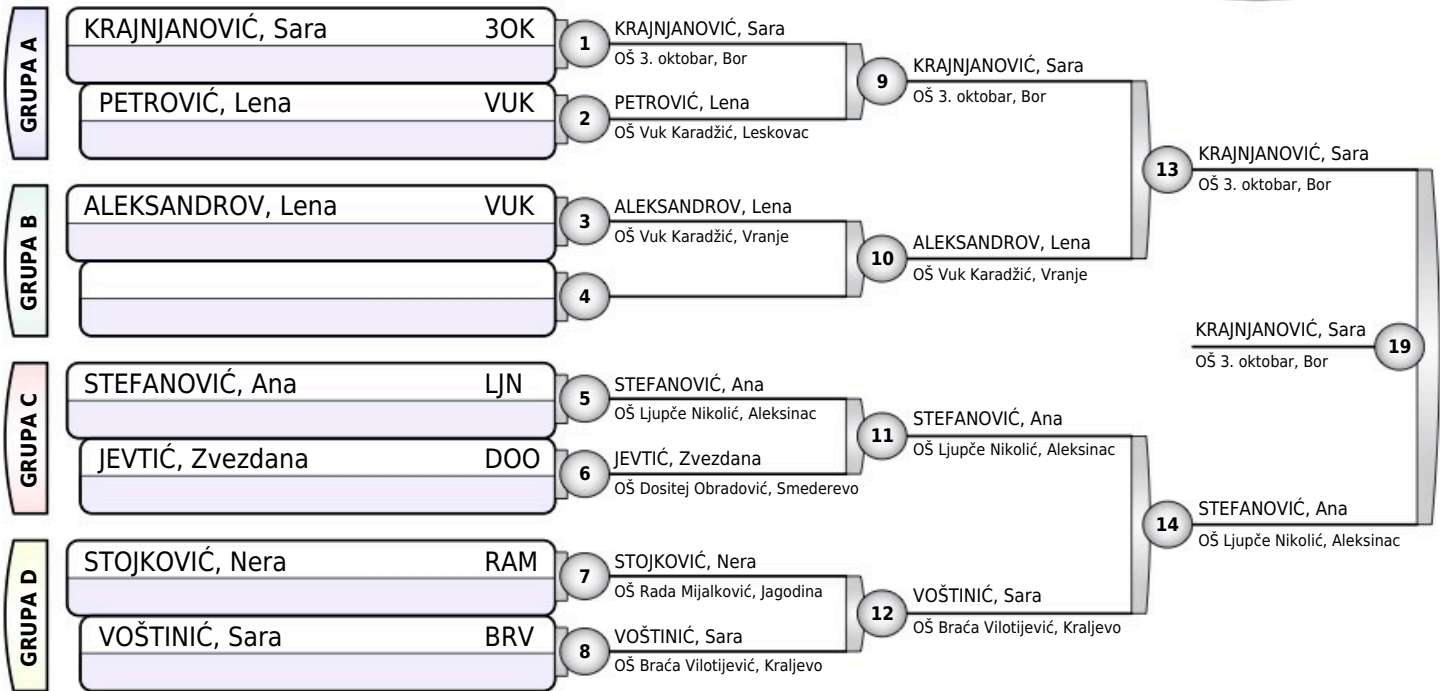 GRUPA A
KRAJNJANOVIĆ, Sara 3OK
PETROVIĆ, Lena VUK
1
KRAJNJANOVIĆ, Sara
OŠ 3. oktobar, Bor
2
PETROVIĆ, Lena
OŠ Vuk Karadžić, Leskovac
9
KRAJNJANOVIĆ, Sara
OŠ 3. oktobar, Bor
GRUPA B
ALEKSANDROV, Lena VUK
3
ALEKSANDROV, Lena
OŠ Vuk Karadžić, Vranje
4
10
ALEKSANDROV, Lena
OŠ Vuk Karadžić, Vranje
13
KRAJNJANOVIĆ, Sara
OŠ 3. oktobar, Bor
GRUPA C
STEFANOVIĆ, Ana LJN
JEVTIĆ, Zvezdana DOO
5
STEFANOVIĆ, Ana
OŠ Ljupče Nikolić, Aleksinac
6
JEVTIĆ, Zvezdana
OŠ Dositej Obradović, Smederevo
11
STEFANOVIĆ, Ana
OŠ Ljupče Nikolić, Aleksinac
GRUPA D
STOJKOVIĆ, Nera RAM
VOŠTINIĆ, Sara BRV
7
STOJKOVIĆ, Nera
OŠ Rada Mijalković, Jagodina
8
VOŠTINIĆ, Sara
OŠ Braća Vilotijević, Kraljevo
12
VOŠTINIĆ, Sara
OŠ Braća Vilotijević, Kraljevo
14
STEFANOVIĆ, Ana
OŠ Ljupče Nikolić, Aleksinac
KRAJNJANOVIĆ, Sara
OŠ 3. oktobar, Bor
19